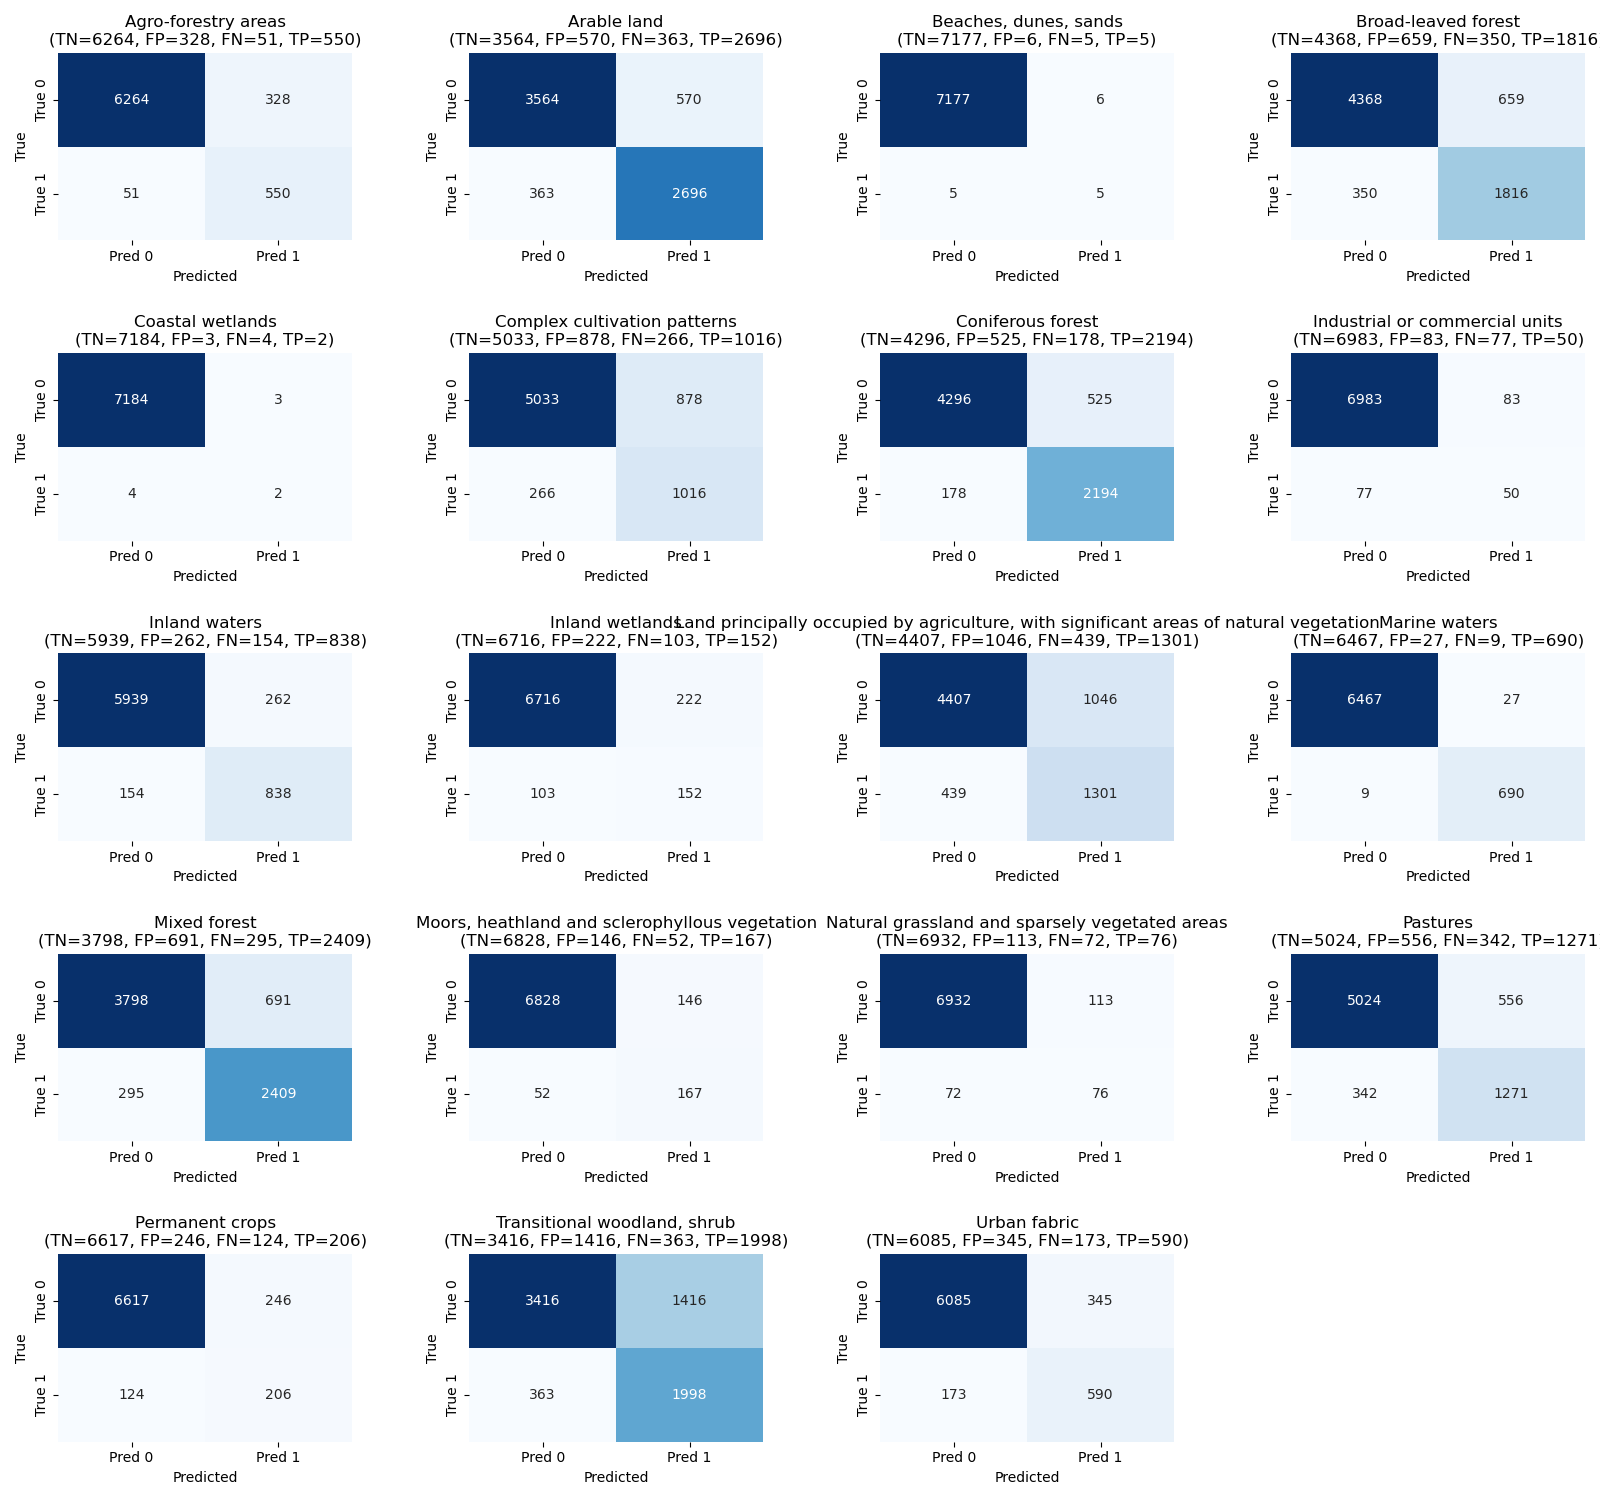 Agro-forestry areas
(TN=6264, FP=328, FN=51, TP=550)
True 0
6264
328
True
True 1
51
550
Pred 0
Pred 1
Predicted
Arable land
(TN=3564, FP=570, FN=363, TP=2696)
True 0
3564
570
True
True 1
363
2696
Pred 0
Pred 1
Predicted
Beaches, dunes, sands
(TN=7177, FP=6, FN=5, TP=5)
True 0
7177
6
True
True 1
5
5
Pred 0
Pred 1
Predicted
Broad-leaved forest
(TN=4368, FP=659, FN=350, TP=1816
True 0
4368
659
True
True 1
350
1816
Pred 0
Pred 1
Predicted
Coastal wetlands
(TN=7184, FP=3, FN=4, TP=2)
True 0
7184
3
True
True 1
4
2
Pred 0
Pred 1
Predicted
Complex cultivation patterns
(TN=5033, FP=878, FN=266, TP=1016)
True 0
5033
878
True
True 1
266
1016
Pred 0
Pred 1
Predicted
Coniferous forest
(TN=4296, FP=525, FN=178, TP=2194)
True 0
4296
525
True
True 1
178
2194
Pred 0
Pred 1
Predicted
Industrial or commercial units
(TN=6983, FP=83, FN=77, TP=50)
True 0
6983
83
True
True 1
77
50
Pred 0
Pred 1
Predicted
Inland waters
(TN=5939, FP=262, FN=154, TP=838)
True 0
5939
262
True
True 1
154
838
Pred 0
Pred 1
Predicted
Inland wetlands
(TN=6716, FP=222, FN=103, TP=152)
True 0
6716
222
True
True 1
103
152
Pred 0
Pred 1
Predicted
Land principally occupied by agriculture, with significant areas of natural vegetation
(TN=4407, FP=1046, FN=439, TP=1301)
True 0
4407
1046
True
True 1
439
1301
Pred 0
Pred 1
Predicted
Marine waters
(TN=6467, FP=27, FN=9, TP=690)
True 0
6467
27
True
True 1
9
690
Pred 0
Pred 1
Predicted
Mixed forest
(TN=3798, FP=691, FN=295, TP=2409)
True 0
3798
691
True
True 1
295
2409
Pred 0
Pred 1
Predicted
Moors, heathland and sclerophyllous vegetation
(TN=6828, FP=146, FN=52, TP=167)
True 0
6828
146
True
True 1
52
167
Pred 0
Pred 1
Predicted
Natural grassland and sparsely vegetated areas
(TN=6932, FP=113, FN=72, TP=76)
True 0
6932
113
True
True 1
72
76
Pred 0
Pred 1
Predicted
Pastures
(TN=5024, FP=556, FN=342, TP=1271
True 0
5024
556
True
True 1
342
1271
Pred 0
Pred 1
Predicted
Permanent crops
(TN=6617, FP=246, FN=124, TP=206)
True 0
6617
246
True
True 1
124
206
Pred 0
Pred 1
Predicted
Transitional woodland, shrub
(TN=3416, FP=1416, FN=363, TP=1998)
True 0
3416
1416
True
True 1
363
1998
Pred 0
Pred 1
Predicted
Urban fabric
(TN=6085, FP=345, FN=173, TP=590)
True 0
6085
345
True
True 1
173
590
Pred 0
Pred 1
Predicted